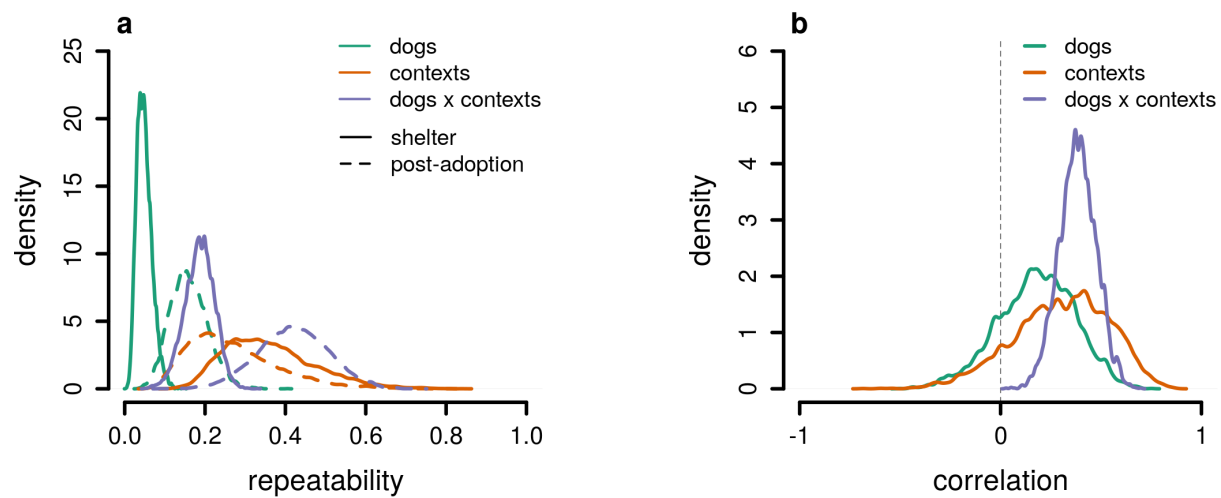 a
density
25
20
15
10
5
0
0.0 0.2 0.4 0.6 0.8 1.0
repeatability
dogs
contexts
dogs x contexts
shelter
post-adoption
b
density
6
5
4
3
2
1
0
-1 0 1
correlation
dogs
contexts
dogs x contexts